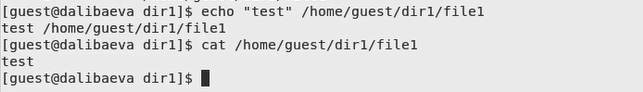 [guest@dalibaeva dir1]$ echo "test" /home/guest/dir1/file1
test /home/guest/dir1/file1
[guest@dalibaeva dir1]$ cat /home/guest/dir1/file1
test
[guest@dalibaeva dir1]$